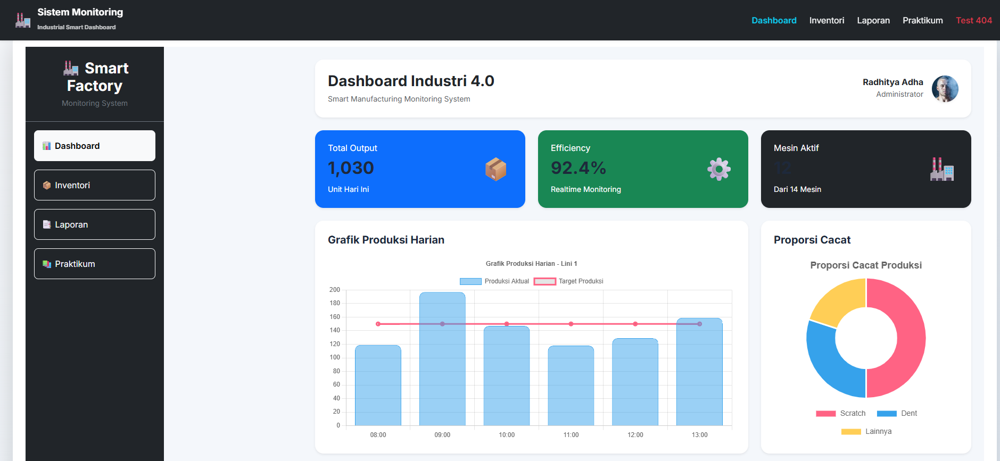 Sistem Monitoring
Industrial Smart Dashboard
Dashboard Inventori Laporan Praktikum Test 404
Smart
Factory
Monitoring System
Dashboard
Inventori
Laporan
Praktikum
Dashboard Industri 4.0
Smart Manufacturing Monitoring System
Radhitya Adha
Administrator
Total Output
1,030
Unit Hari Ini
Efficiency
92.4%
Realtime Monitoring
Mesin Aktif
12
Dari 14 Mesin
Grafik Produksi Harian
Grafik Produksi Harian - Lini 1
Produksi Aktual Target Produksi
200
180
160
140
120
100
80
60
40
20
0
08:00 09:00 10:00 11:00 12:00 13:00
Proporsi Cacat
Proporsi Cacat Produksi
Scratch Dent
Lainnya